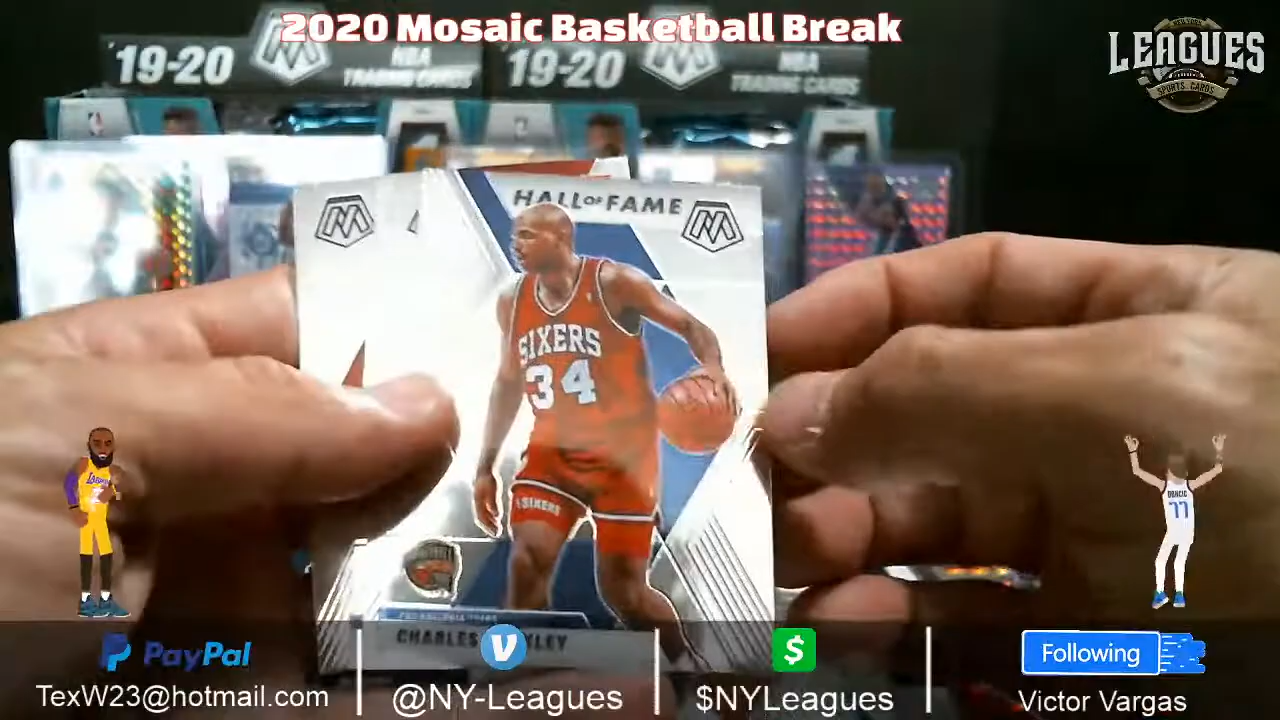 2020 Mosaic Basketball Break
LEAGUES
SPORTS CARDS
19-20
NBA
TRADING CARDS
19-20
NBA
TRADING CARDS
HALL OF FAME
SIXERS
34
SIXERS
CHARLES
77
PayPal
V
$
Following
TexW23@hotmail.com
@NY-Leagues
$NYLeagues
Victor Vargas